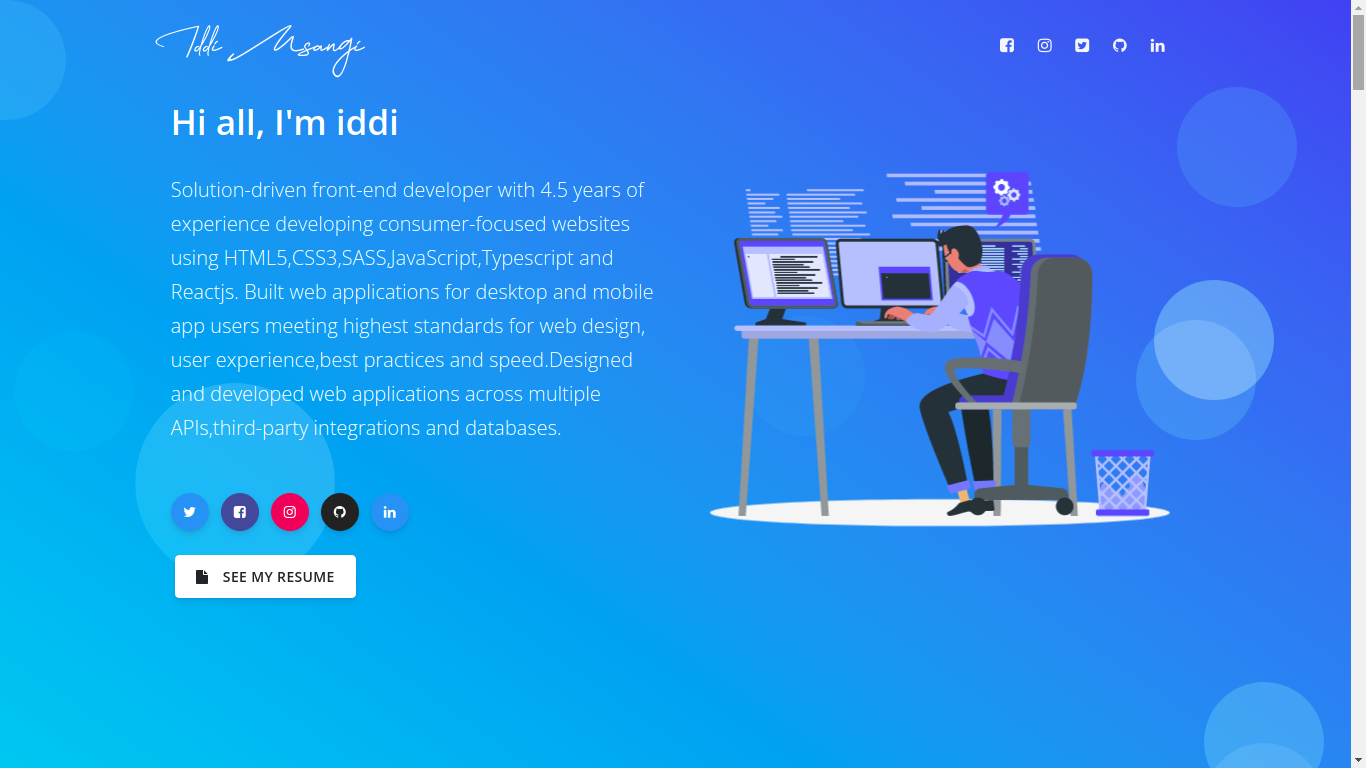 Iddi Msangi
Hi all, I'm iddi
Solution-driven front-end developer with 4.5 years of
experience developing consumer-focused websites
using HTML5,CSS3,SASS,JavaScript,Typescript and
Reactjs. Built web applications for desktop and mobile
app users meeting highest standards for web design,
user experience,best practices and speed.Designed
and developed web applications across multiple
APIs,third-party integrations and databases.
SEE MY RESUME